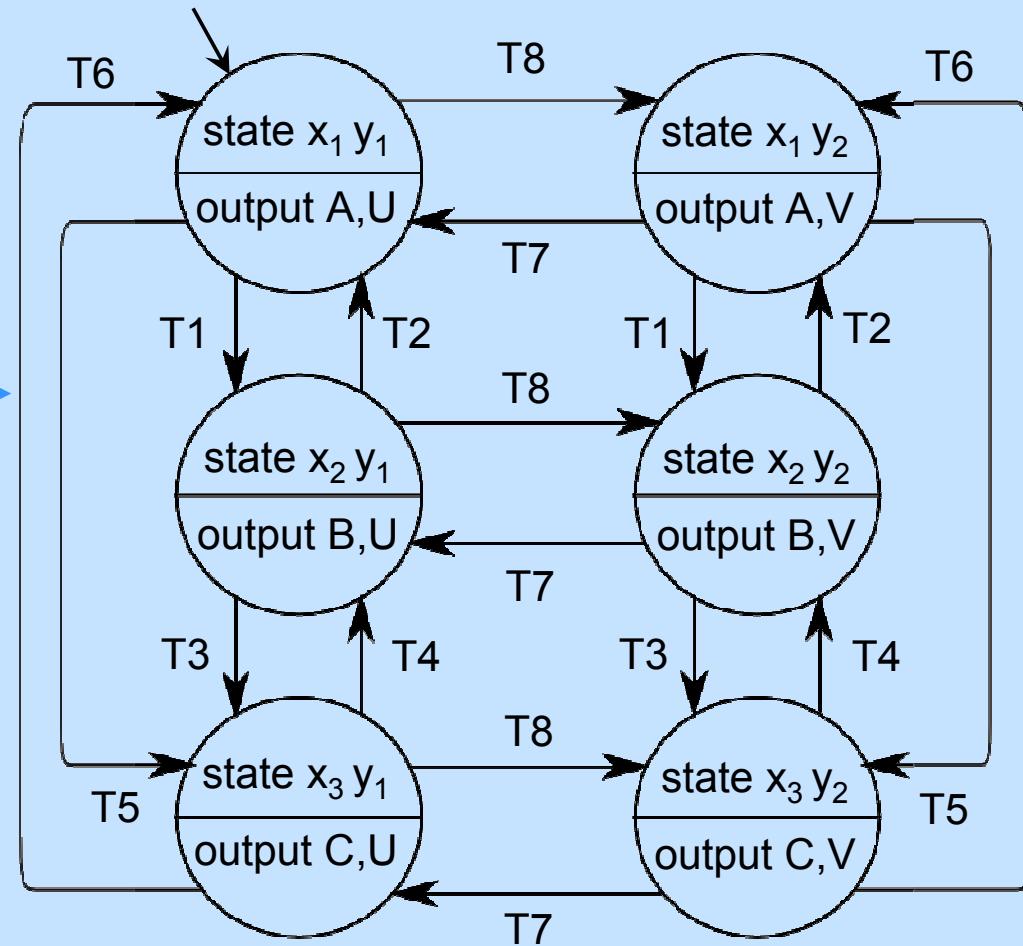 T6
T8
T6
state x₁ y₁
state x₁ y₂
output A,U
output A,V
T7
T1
T2
T1
T2
T8
state x₂ y₁
state x₂ y₂
output B,U
output B,V
T7
T3
T4
T3
T4
T8
state x₃ y₁
state x₃ y₂
T5
T5
output C,U
output C,V
T7